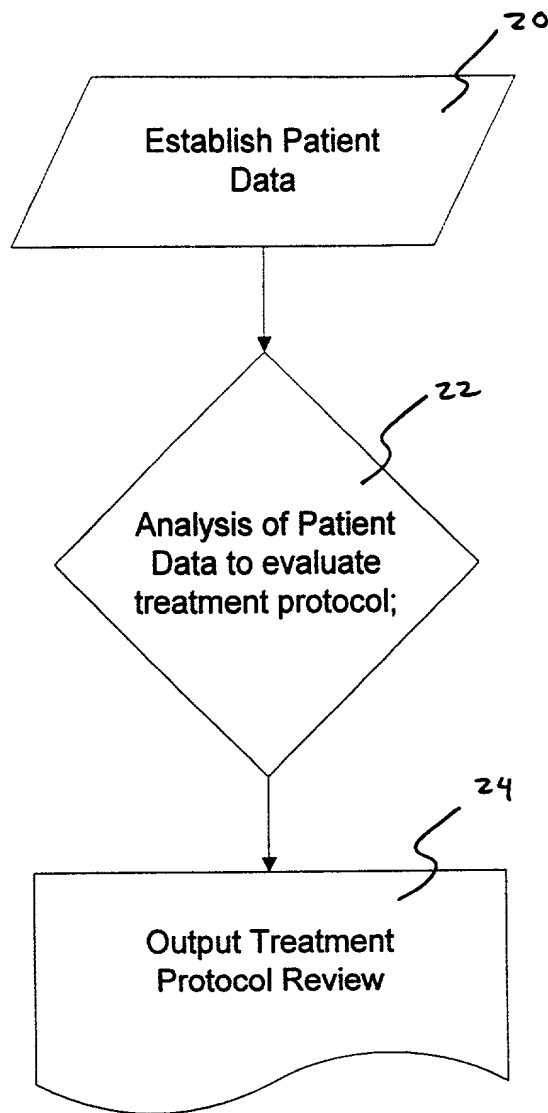 20
Establish Patient
Data
22
Analysis of Patient
Data to evaluate
treatment protocol;
24
Output Treatment
Protocol Review